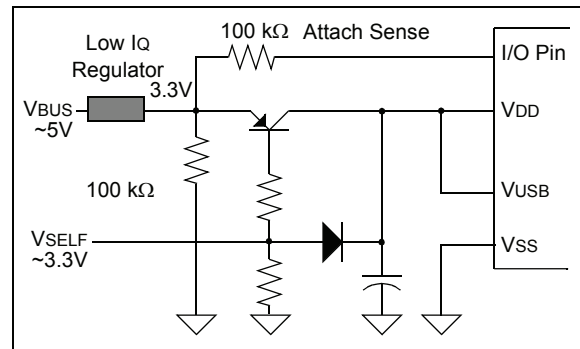 100 kΩ Attach Sense
Low IQ
Regulator
3.3V
I/O Pin
VBUS
~5V
VDD
100 kΩ
VUSB
VSELF
~3.3V
VSS